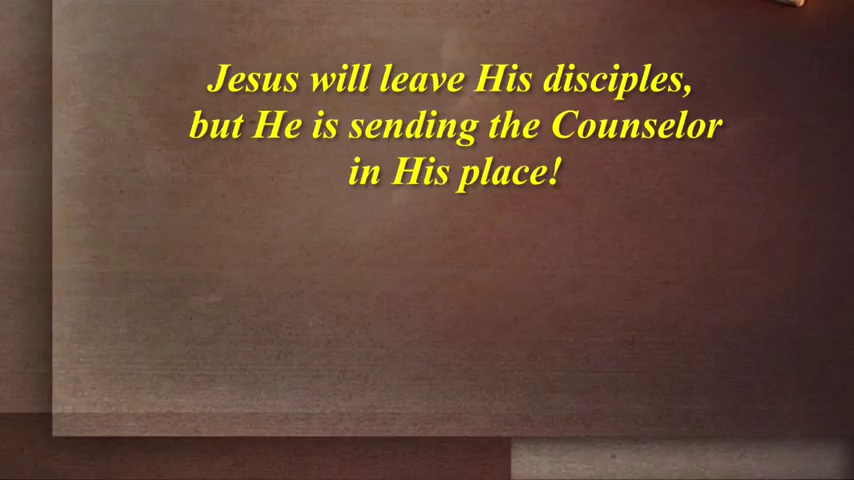 Jesus will leave His disciples,
but He is sending the Counselor
in His place!